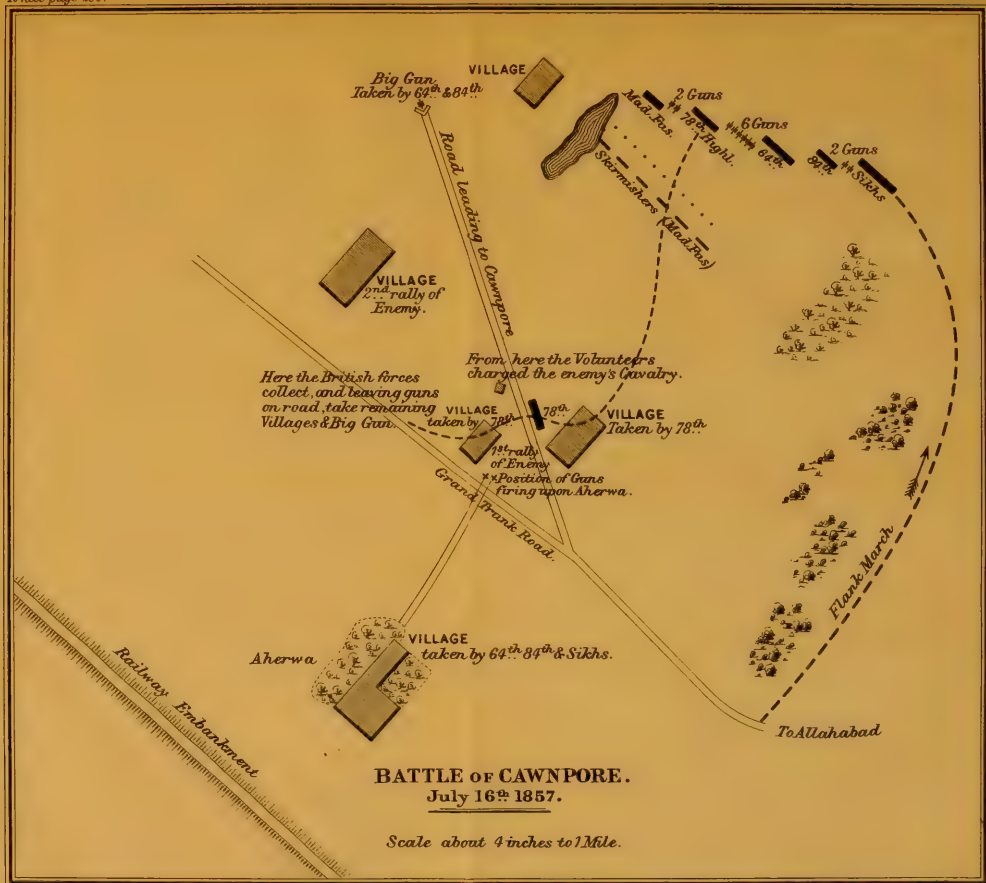 Big Gun
Taken by 64th & 84th
VILLAGE
Mad. Fus.
2 Guns
78th Highl.
6 Guns
64th
84th
2 Guns
Sikhs
Skirmishers (Mad. Fus)
Road leading to Cawnpore
VILLAGE
2nd rally of
Enemy.
From here the Volunteers
charged the enemy's Cavalry.
Here the British forces
collect, and leaving guns
on road, take remaining
Villages & Big Gun.
VILLAGE
taken by 78th
78th
VILLAGE
Taken by 78th
1st rally
of Enemy
Position of Guns
firing upon Aherwa.
Grand Trunk Road.
Flank March
Aherwa
VILLAGE
taken by 64th 84th & Sikhs.
Railway Embankment
To Allahabad
BATTLE OF CAWNPORE.
July 16th 1857.
Scale about 4 inches to 1 Mile.